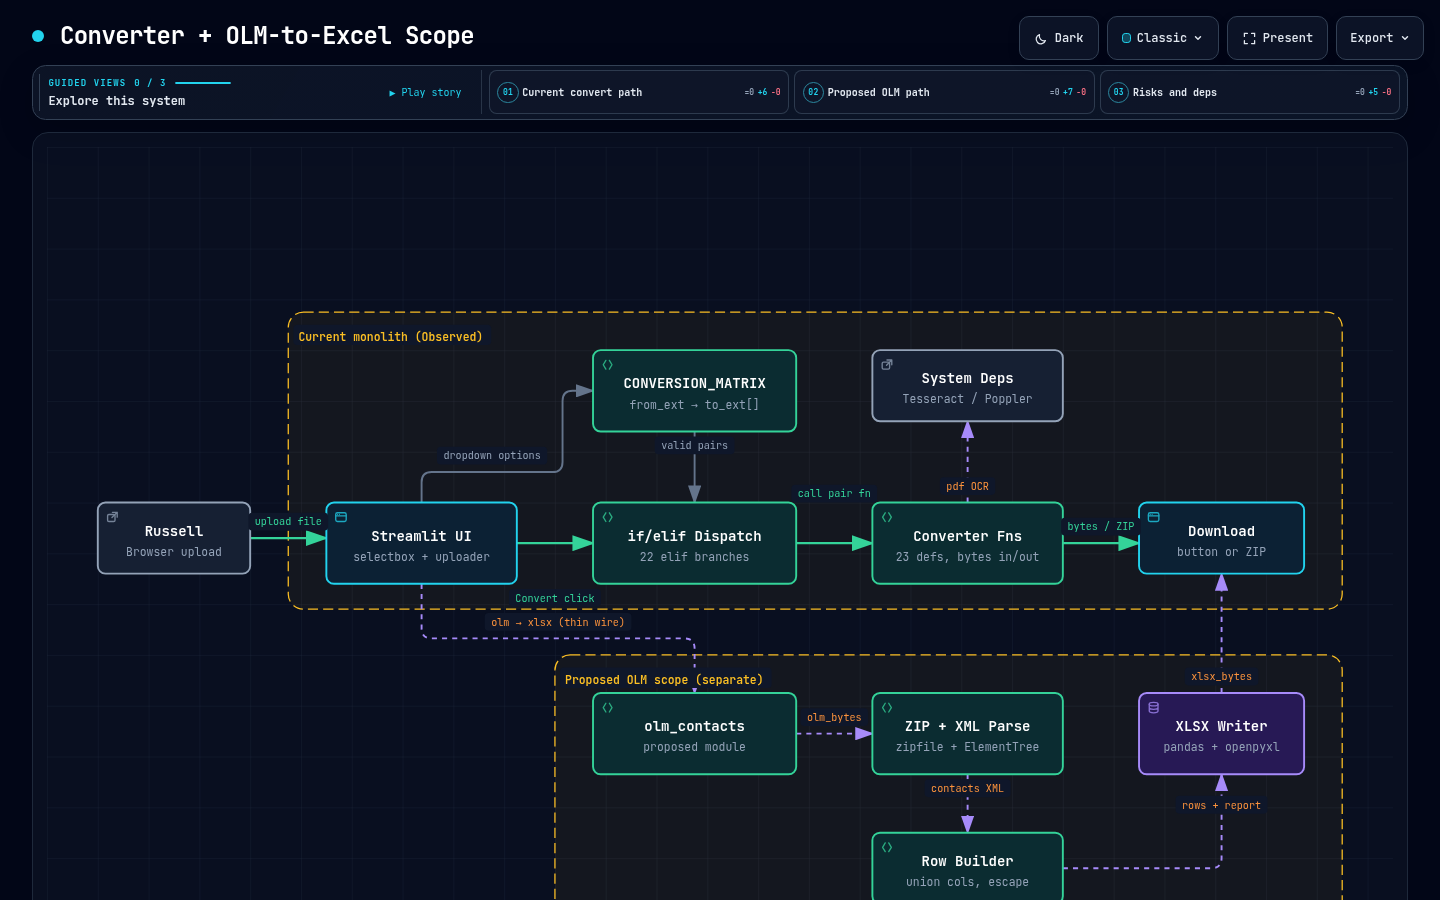 Converter + OLM-to-Excel Scope
Dark
Classic
Present
Export
GUIDED VIEWS 0 / 3
Explore this system
▶ Play story
01 Current convert path =0 +6 -0
02 Proposed OLM path =0 +7 -0
03 Risks and deps =0 +5 -0
Current monolith (Observed)
CONVERSION_MATRIX
from_ext → to_ext[]
System Deps
Tesseract / Poppler
valid pairs
dropdown options
pdf OCR
call pair fn
Russell
Browser upload
upload file
Streamlit UI
selectbox + uploader
if/elif Dispatch
22 elif branches
Converter Fns
23 defs, bytes in/out
bytes / ZIP
Download
button or ZIP
Convert click
olm → xlsx (thin wire)
Proposed OLM scope (separate)
xlsx_bytes
olm_contacts
proposed module
olm_bytes
ZIP + XML Parse
zipfile + ElementTree
XLSX Writer
pandas + openpyxl
contacts XML
rows + report
Row Builder
union cols, escape